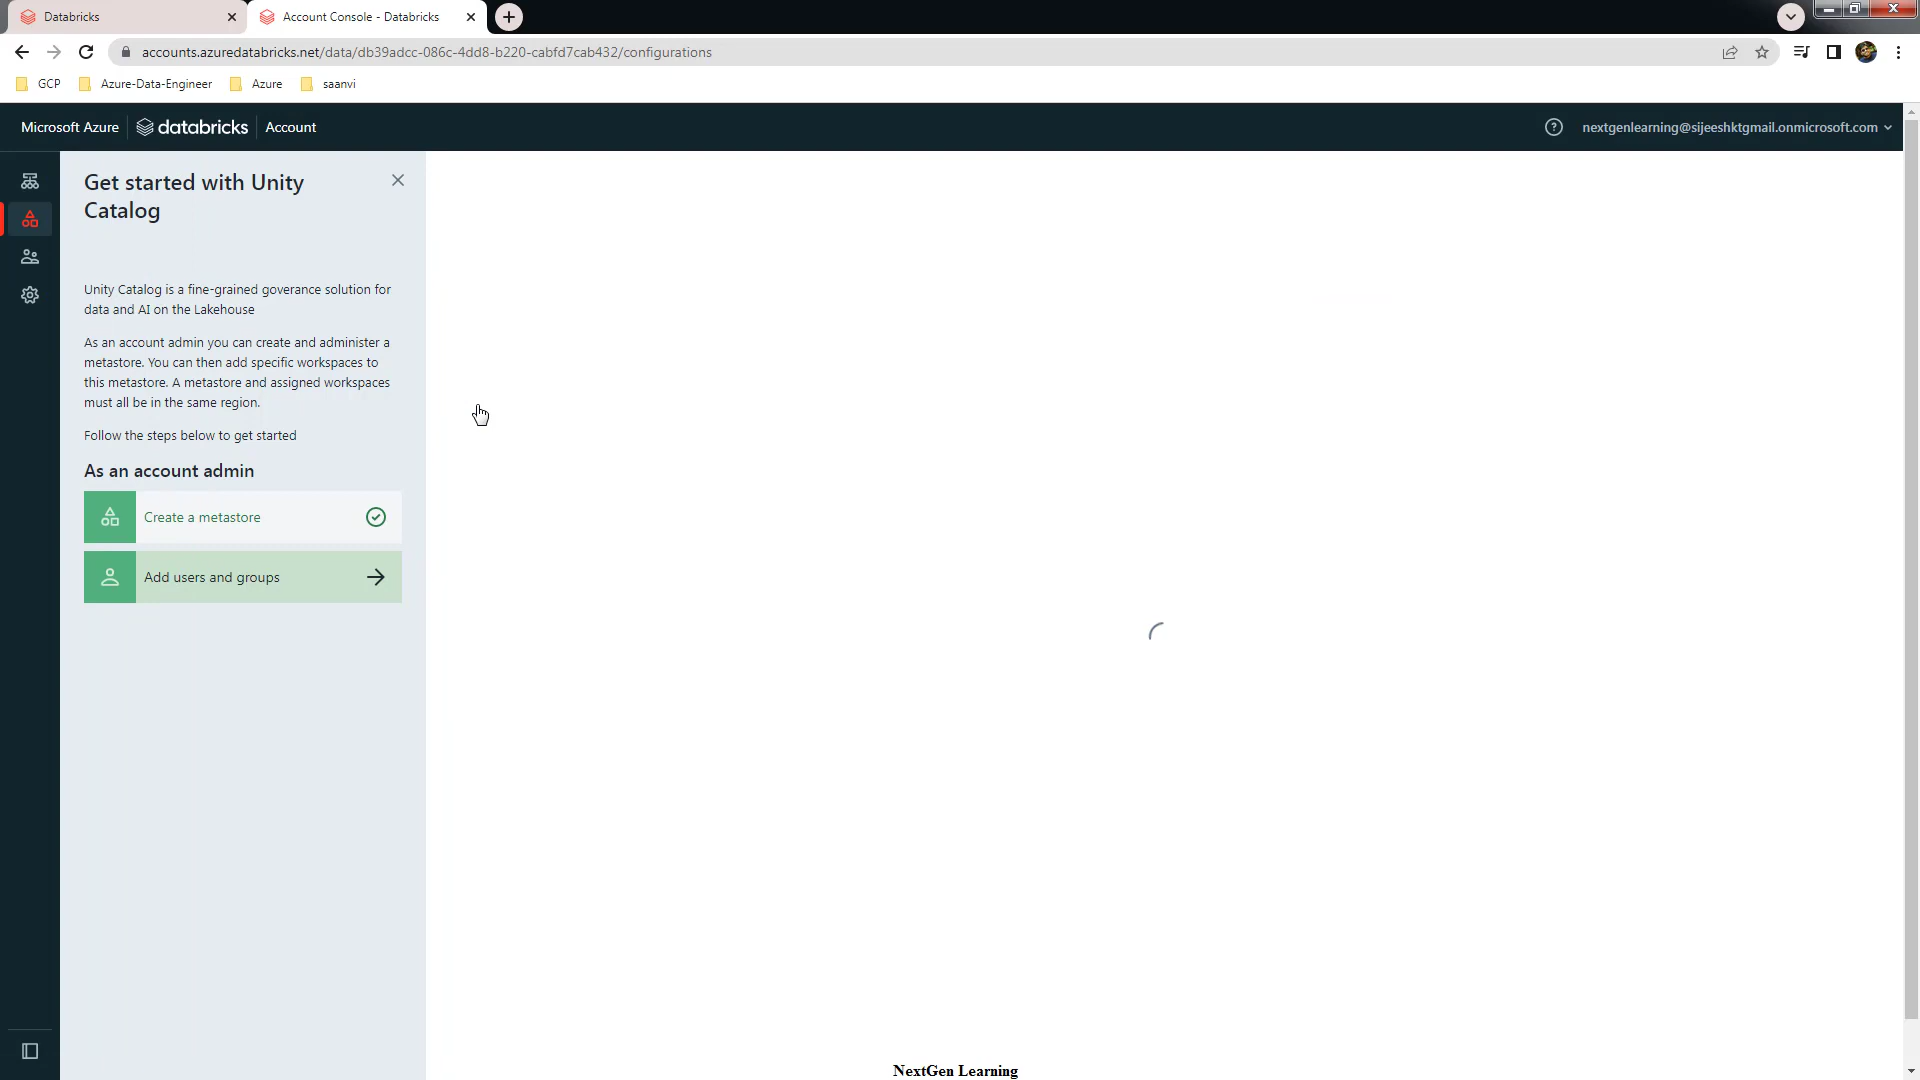 Databricks
Account Console - Databricks
accounts.azuredatabricks.net/data/db39adcc-086c-4dd8-b220-cabfd7cab432/configurations
GCP
Azure-Data-Engineer
Azure
saanvi
Microsoft Azure
databricks
Account
nextgenlearning@sijeeshktgmail.onmicrosoft.com
Get started with Unity
Catalog
Unity Catalog is a fine-grained goverance solution for
data and AI on the Lakehouse
As an account admin you can create and administer a
metastore. You can then add specific workspaces to
this metastore. A metastore and assigned workspaces
must all be in the same region.
Follow the steps below to get started
As an account admin
Create a metastore
Add users and groups
NextGen Learning